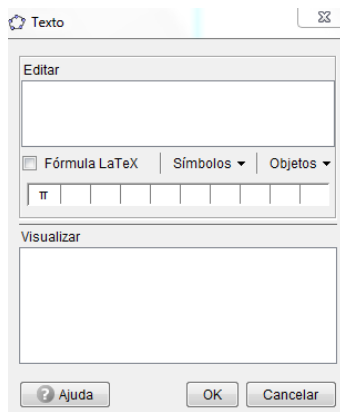 Texto
Editar
Fórmula LaTeX Símbolos Objetos
π
Visualizar
Ajuda OK Cancelar